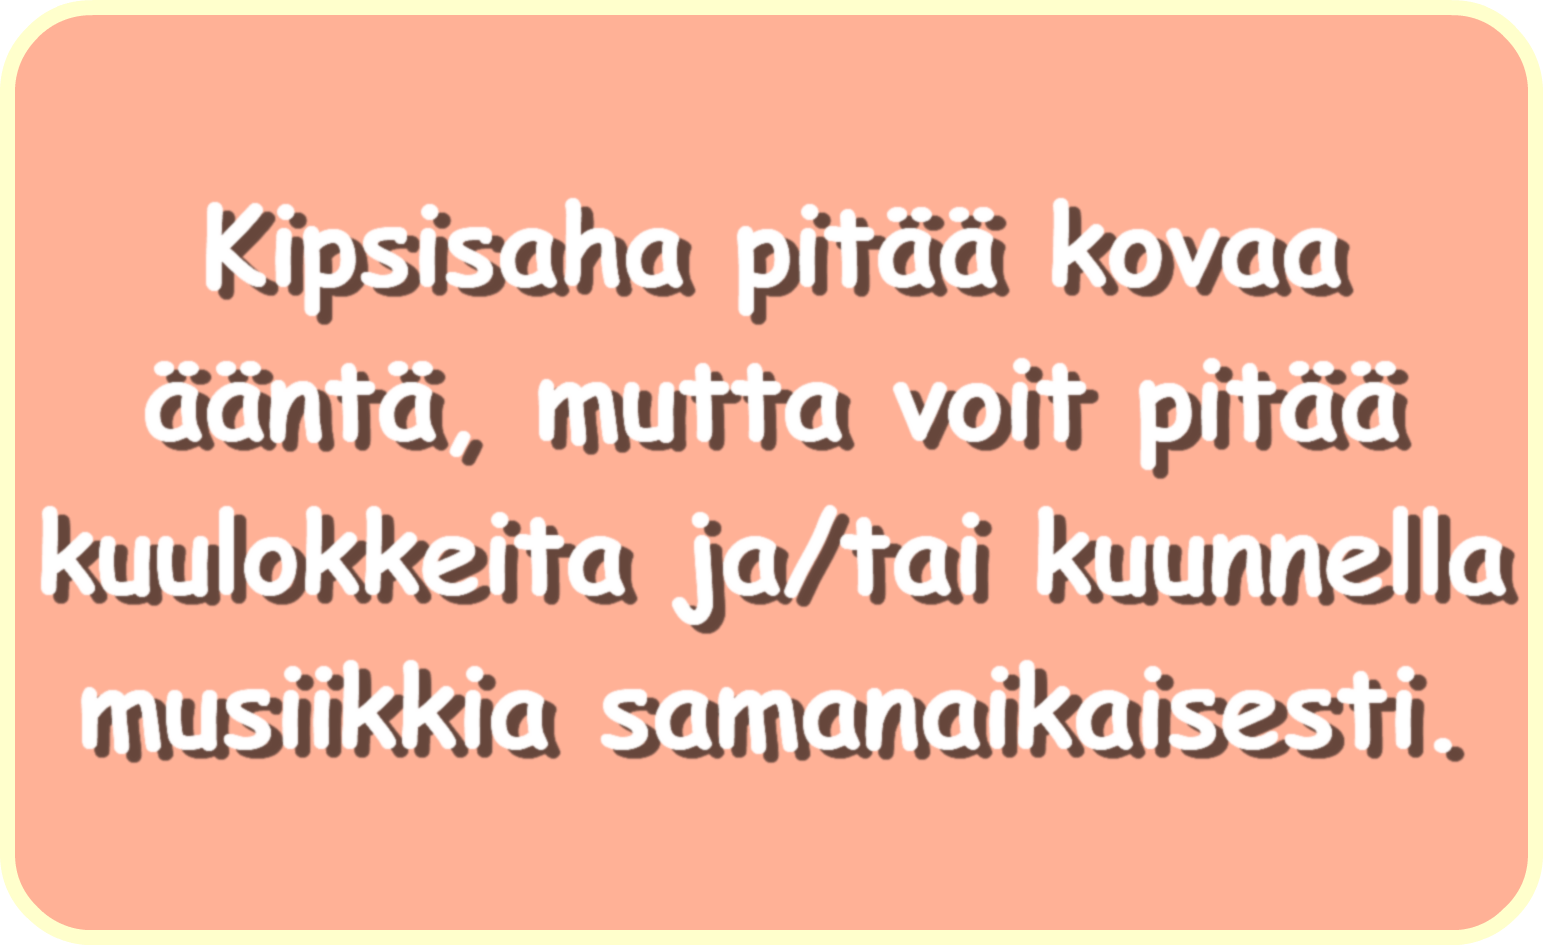 Kipsisaha pitää kovaa
ääntä, mutta voit pitää
kuulokkeita ja/tai kuunnella
musiikkia samanaikaisesti.